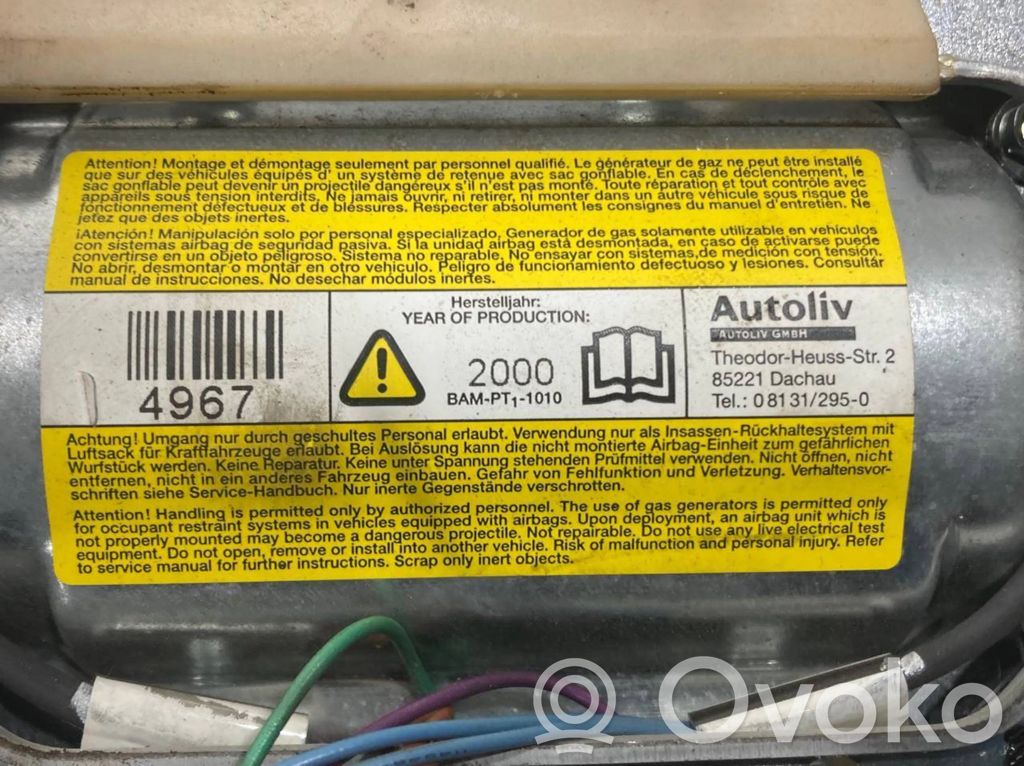 Attention! Montage et démontage seulement par personnel qualifié. Le générateur de gaz ne peut être installé
que sur des véhicules équipés d' un système de retenue avec sac gonflable. En cas de déclenchement, le
sac gonflable peut devenir un projectile dangéreux s'il n'est pas monté. Toute réparation et tout contrôle avec
appareils sous tension interdits. Ne jamais ouvrir, ni retirer, ni monter dans un autre véhicule sous risque de
fonctionnement défectueux et de bléssures. Respecter absolument les consignes du manuel d'entretien. Ne
jetez que des objets inertes.
¡Atención! Manipulación solo por personal especializado, Generador de gas solamente utilizable en vehículos
con sistemas airbag de seguridad pasiva. Si la unidad airbag está desmontada, en caso de activarse puede
convertirse en un objeto peligroso. Sistema no reparable. No ensayar con sistemas de medición con tensión.
No abrir, desmontar o montar en otro vehículo. Peligro de funcionamiento defectuoso y lesiones. Consultár
manual de instrucciones. No desechar módulos inertes.
4967
Herstelljahr:
YEAR OF PRODUCTION:
2000
BAM-PT1-1010
Autoliv
AUTOLIV GMBH
Theodor-Heuss-Str. 2
85221 Dachau
Tel.: 0 81 31/295-0
Achtung! Umgang nur durch geschultes Personal erlaubt. Verwendung nur als Insassen-Rückhaltesystem mit
Luftsack für Kraftfahrzeuge erlaubt. Bei Auslösung kann die nicht montierte Airbag-Einheit zum gefährlichen
Wurfstück werden. Keine Reparatur. Keine unter Spannung stehenden Prüfmittel verwenden. Nicht öffnen, nicht
entfernen, nicht in ein anderes Fahrzeug einbauen. Gefahr von Fehlfunktion und Verletzung. Verhaltensvor-
schriften siehe Service-Handbuch. Nur inerte Gegenstände verschrotten.
Attention! Handling is permitted only by authorized personnel. The use of gas generators is permitted only
for occupant restraint systems in vehicles equipped with airbags. Upon deployment, an airbag unit which is
not properly mounted may become a dangerous projectile. Not repairable. Do not use any live electrical test
equipment. Do not open, remove or install into another vehicle. Risk of malfunction and personal injury. Refer
to service manual for further instructions. Scrap only inert objects.
Ovoko